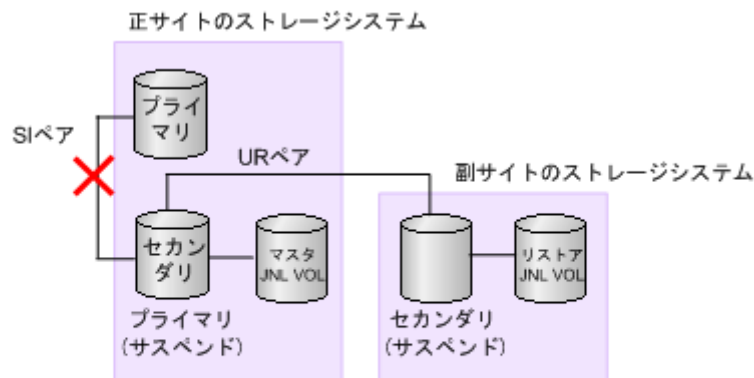 正サイトのストレージシステム
プライ
マリ
SIペア
URペア
副サイトのストレージシステム
セカン
ダリ
マスタ
JNL VOL
リストア
JNL VOL
プライマリ
(サスペンド)
セカンダリ
(サスペンド)